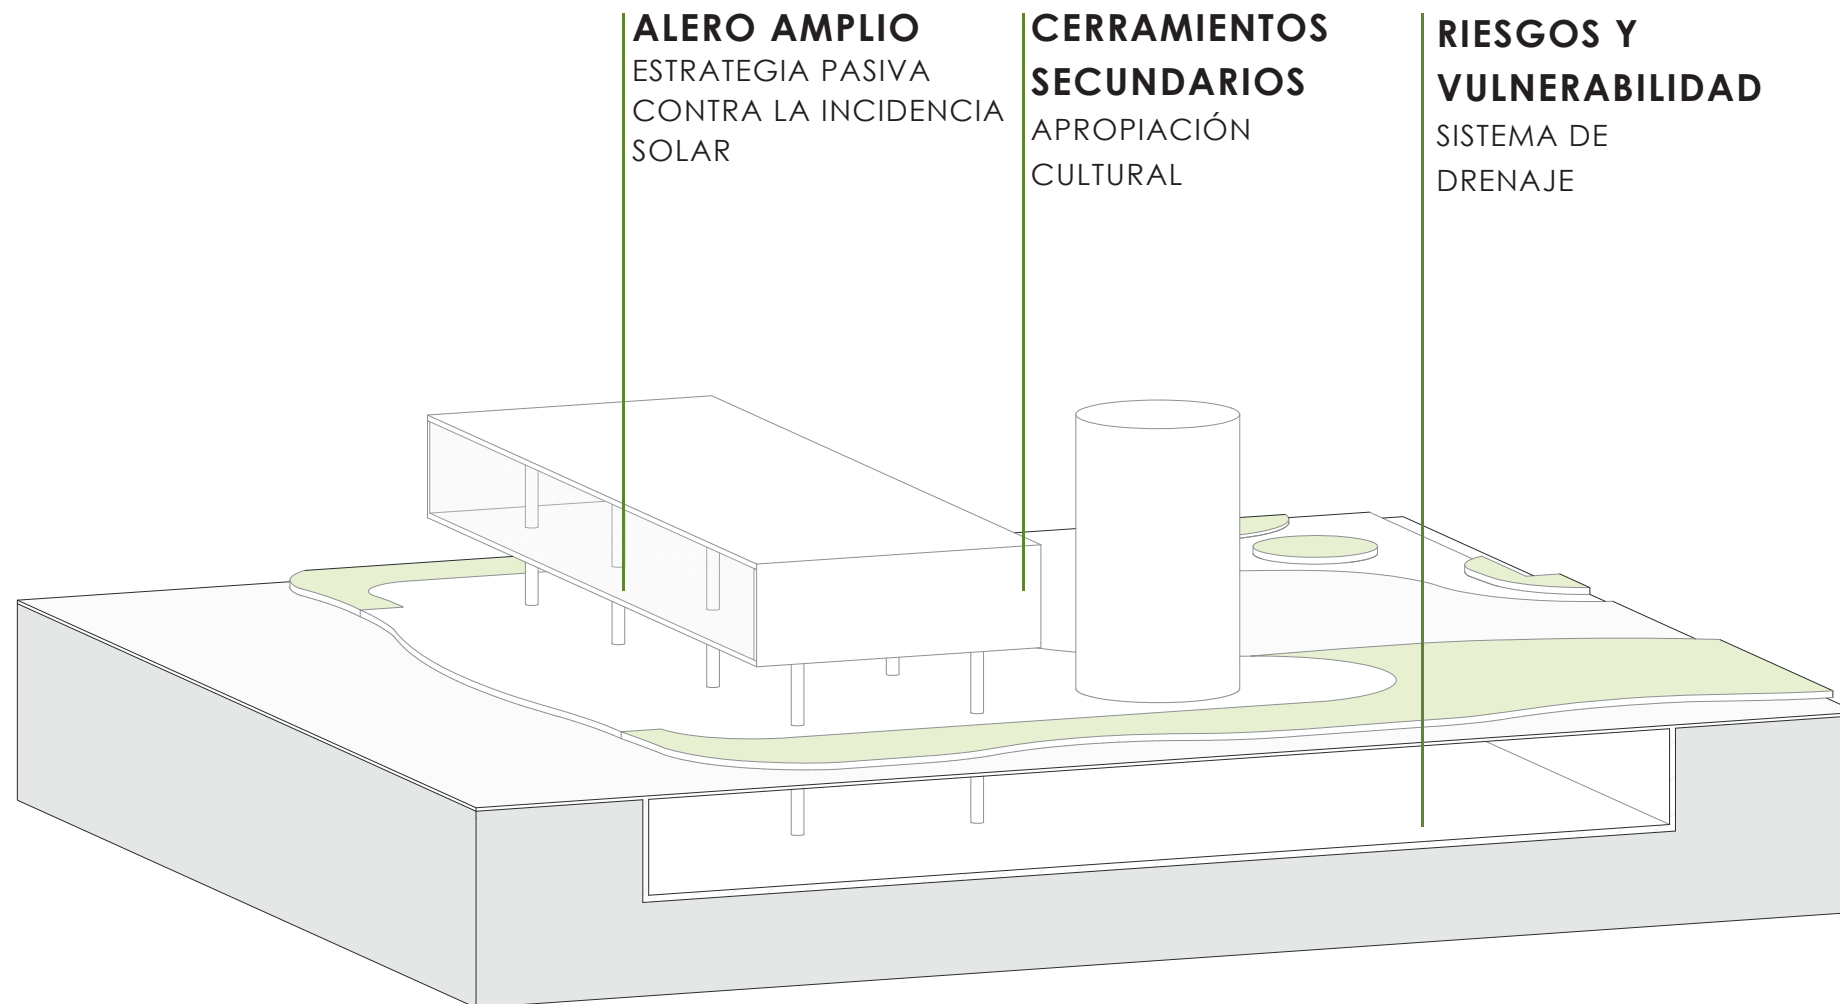 ALERO AMPLIO
ESTRATEGIA PASIVA
CONTRA LA INCIDENCIA
SOLAR
CERRAMIENTOS
SECUNDARIOS
APROPIACIÓN
CULTURAL
RIESGOS Y
VULNERABILIDAD
SISTEMA DE
DRENAJE